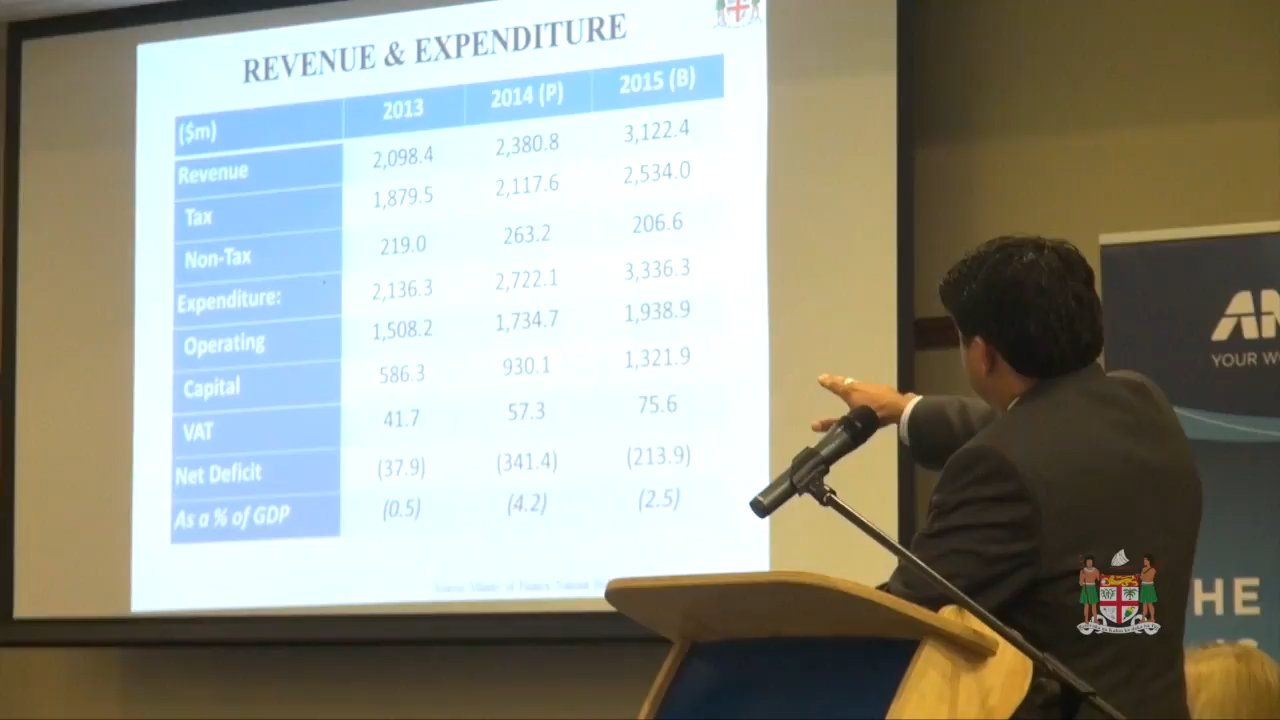 REVENUE & EXPENDITURE
($m) 2013 2014 (P) 2015 (B)
Revenue 2,098.4 2,380.8 3,122.4
Tax 1,879.5 2,117.6 2,534.0
Non-Tax 219.0 263.2 206.6
Expenditure: 2,136.3 2,722.1 3,336.3
Operating 1,508.2 1,734.7 1,938.9
Capital 586.3 930.1 1,321.9
VAT 41.7 57.3 75.6
Net Deficit (37.9) (341.4) (213.9)
As a % of GDP (0.5) (4.2) (2.5)
YOUR
HE